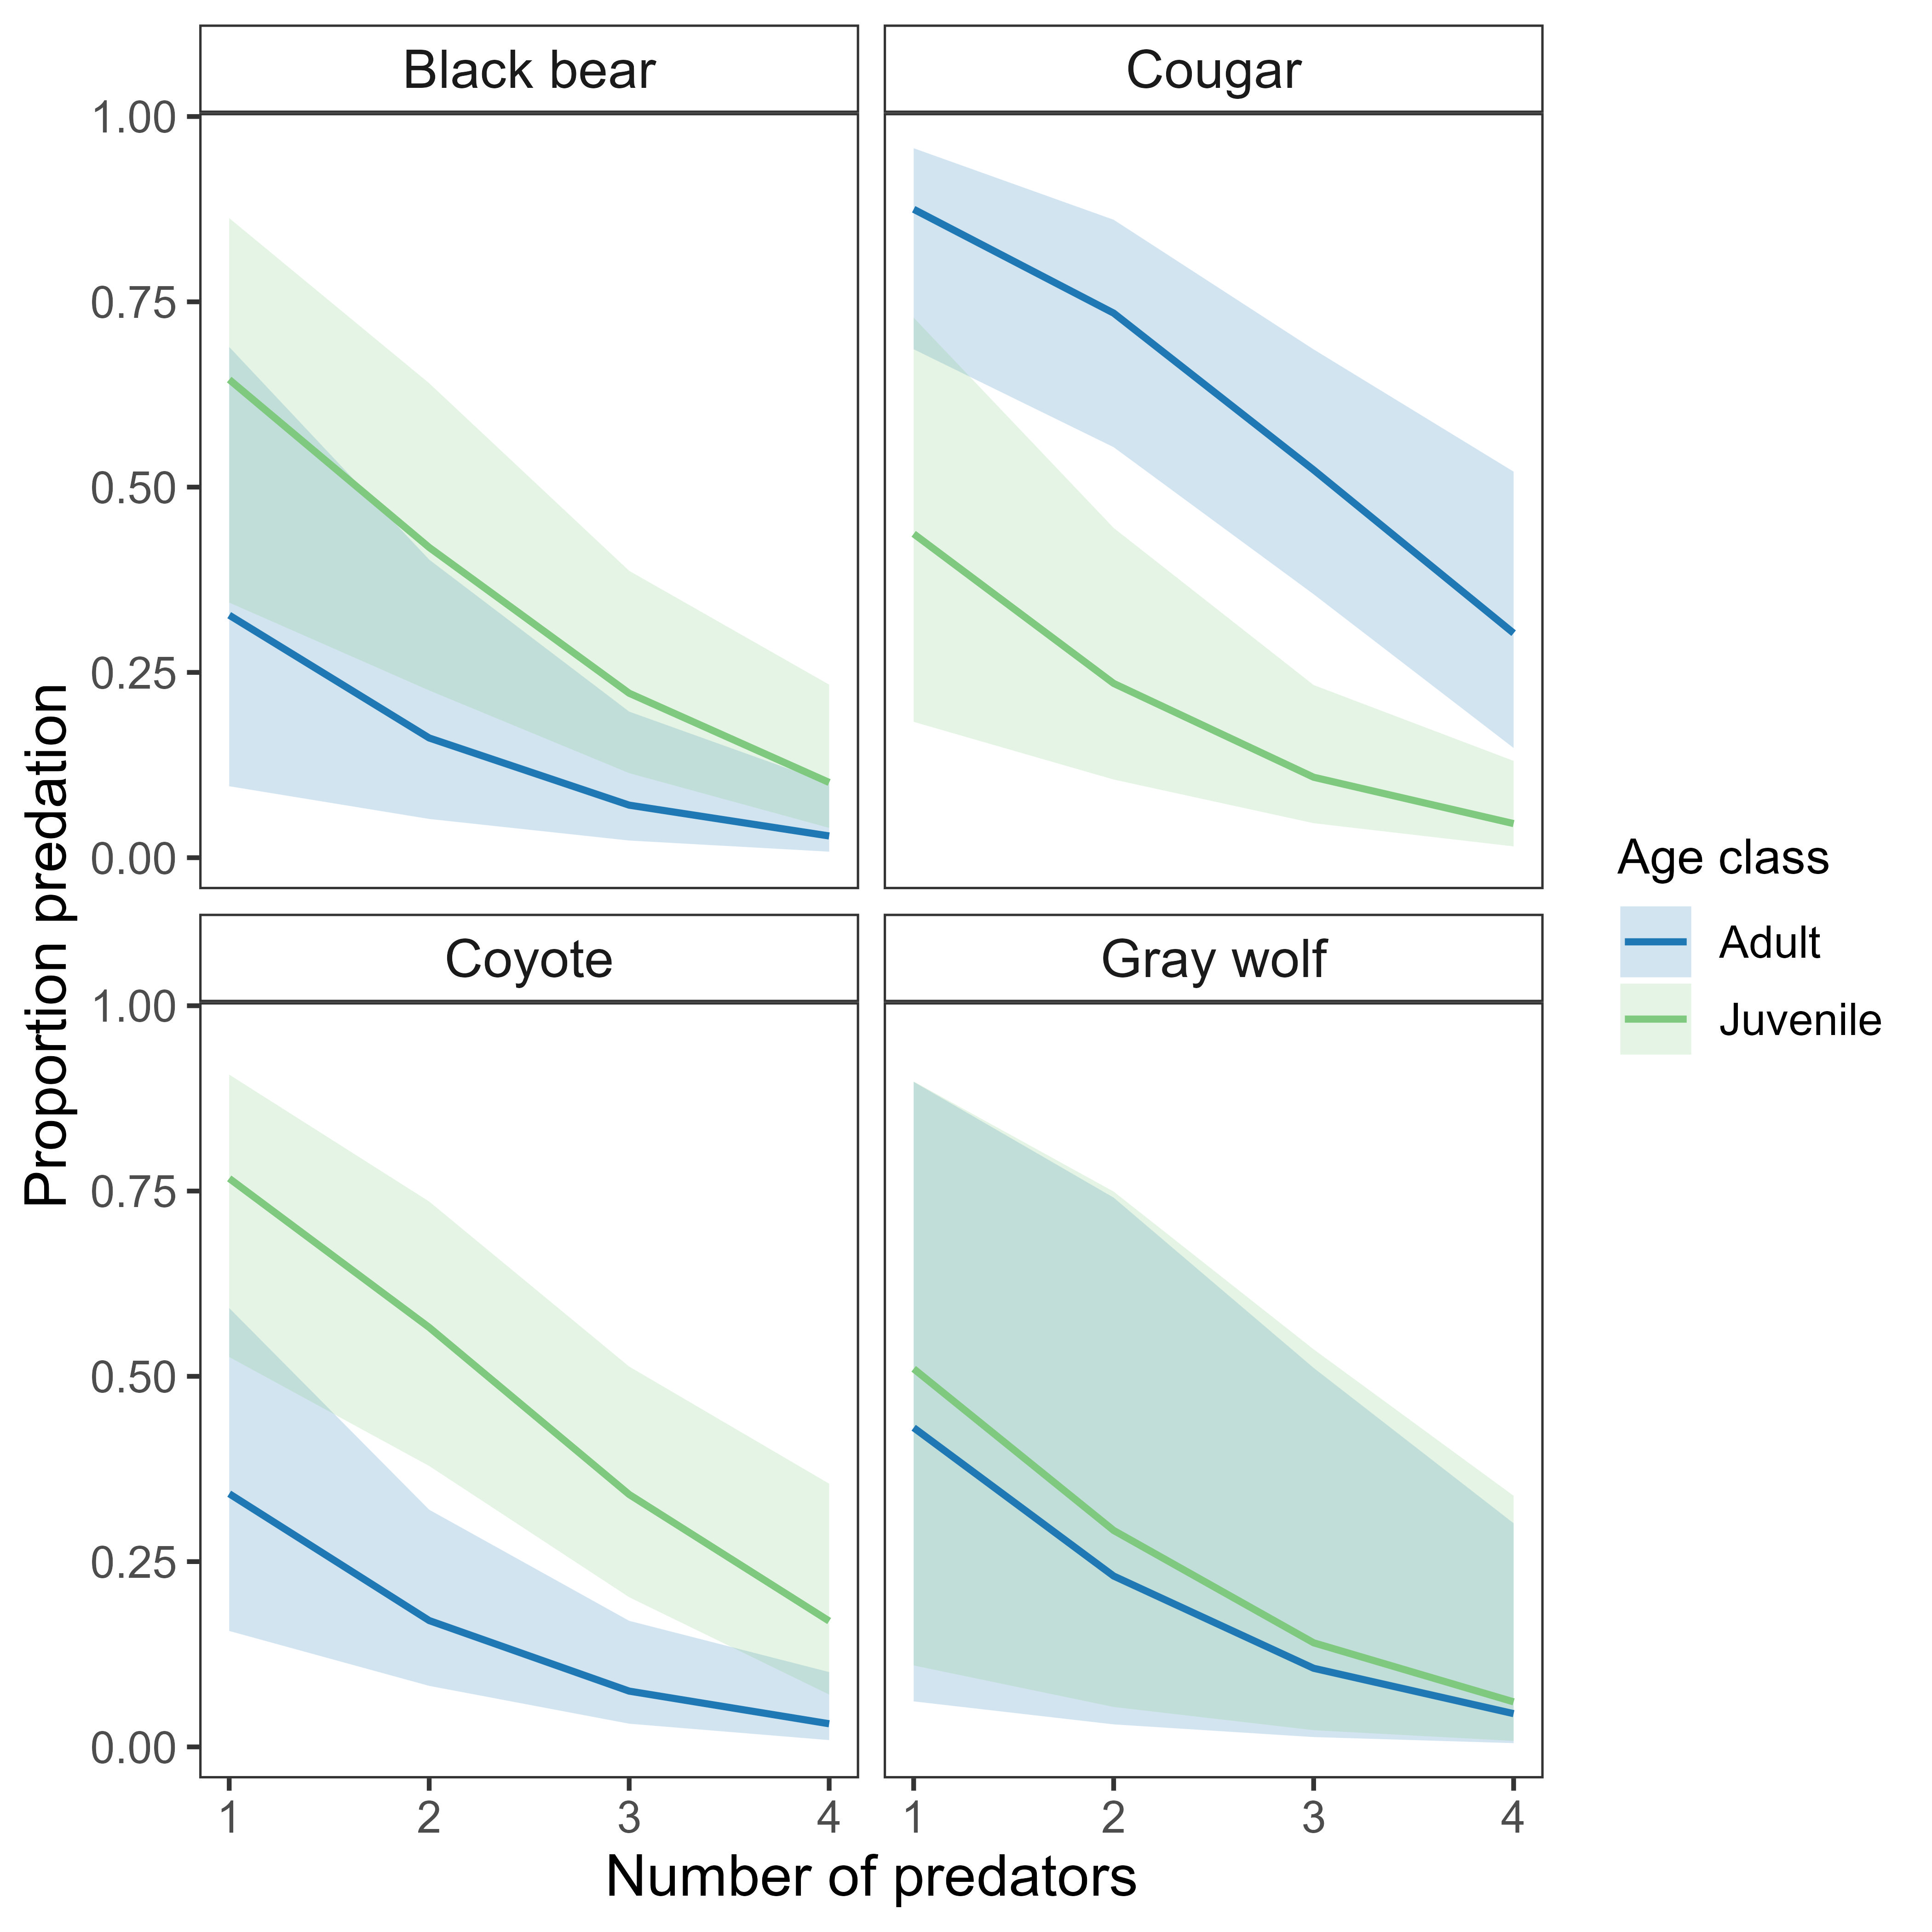 Black bear
Cougar
1.00
0.75
0.50
0.25
0.00
Proportion predation
Coyote
Gray wolf
1.00
0.75
0.50
0.25
0.00
1 2 3 4 1 2 3 4
Number of predators
Age class
Adult
Juvenile